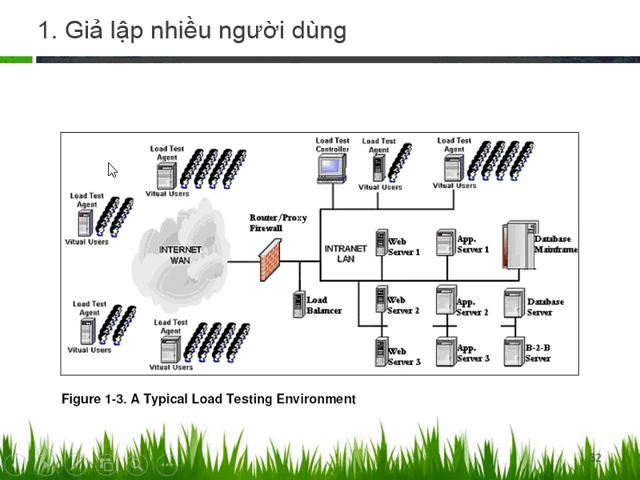 1. Giả lập nhiều người dùng
Load Test
Agent
Vitual Users
Load Test
Agent
Vitual Users
INTERNET
WAN
Load Test
Agent
Vitual Users
Load Test
Agent
Vitual Users
Router/Proxy
Firewall
Load
Balancer
Load Test
Controller
Load Test
Agent
Vitual Users
Load Test
Agent
Vitual Users
INTRANET
LAN
Web
Server 1
App.
Server 1
Database
Mainframe
Web
Server 2
App.
Server 2
Database
Server
Web
Server 3
App.
Server 3
B-2-B
Server
Figure 1-3. A Typical Load Testing Environment